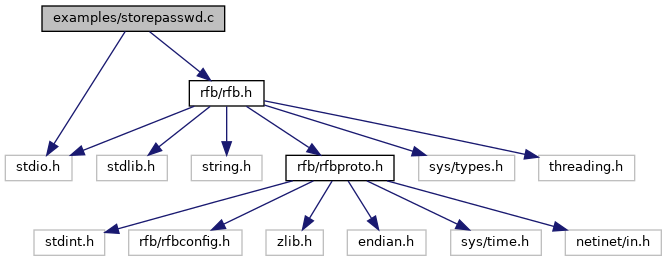 examples/storepasswd.c
rfb/rfb.h
stdio.h
stdlib.h
string.h
rfb/rfbproto.h
sys/types.h
threading.h
stdint.h
rfb/rfbconfig.h
zlib.h
endian.h
sys/time.h
netinet/in.h